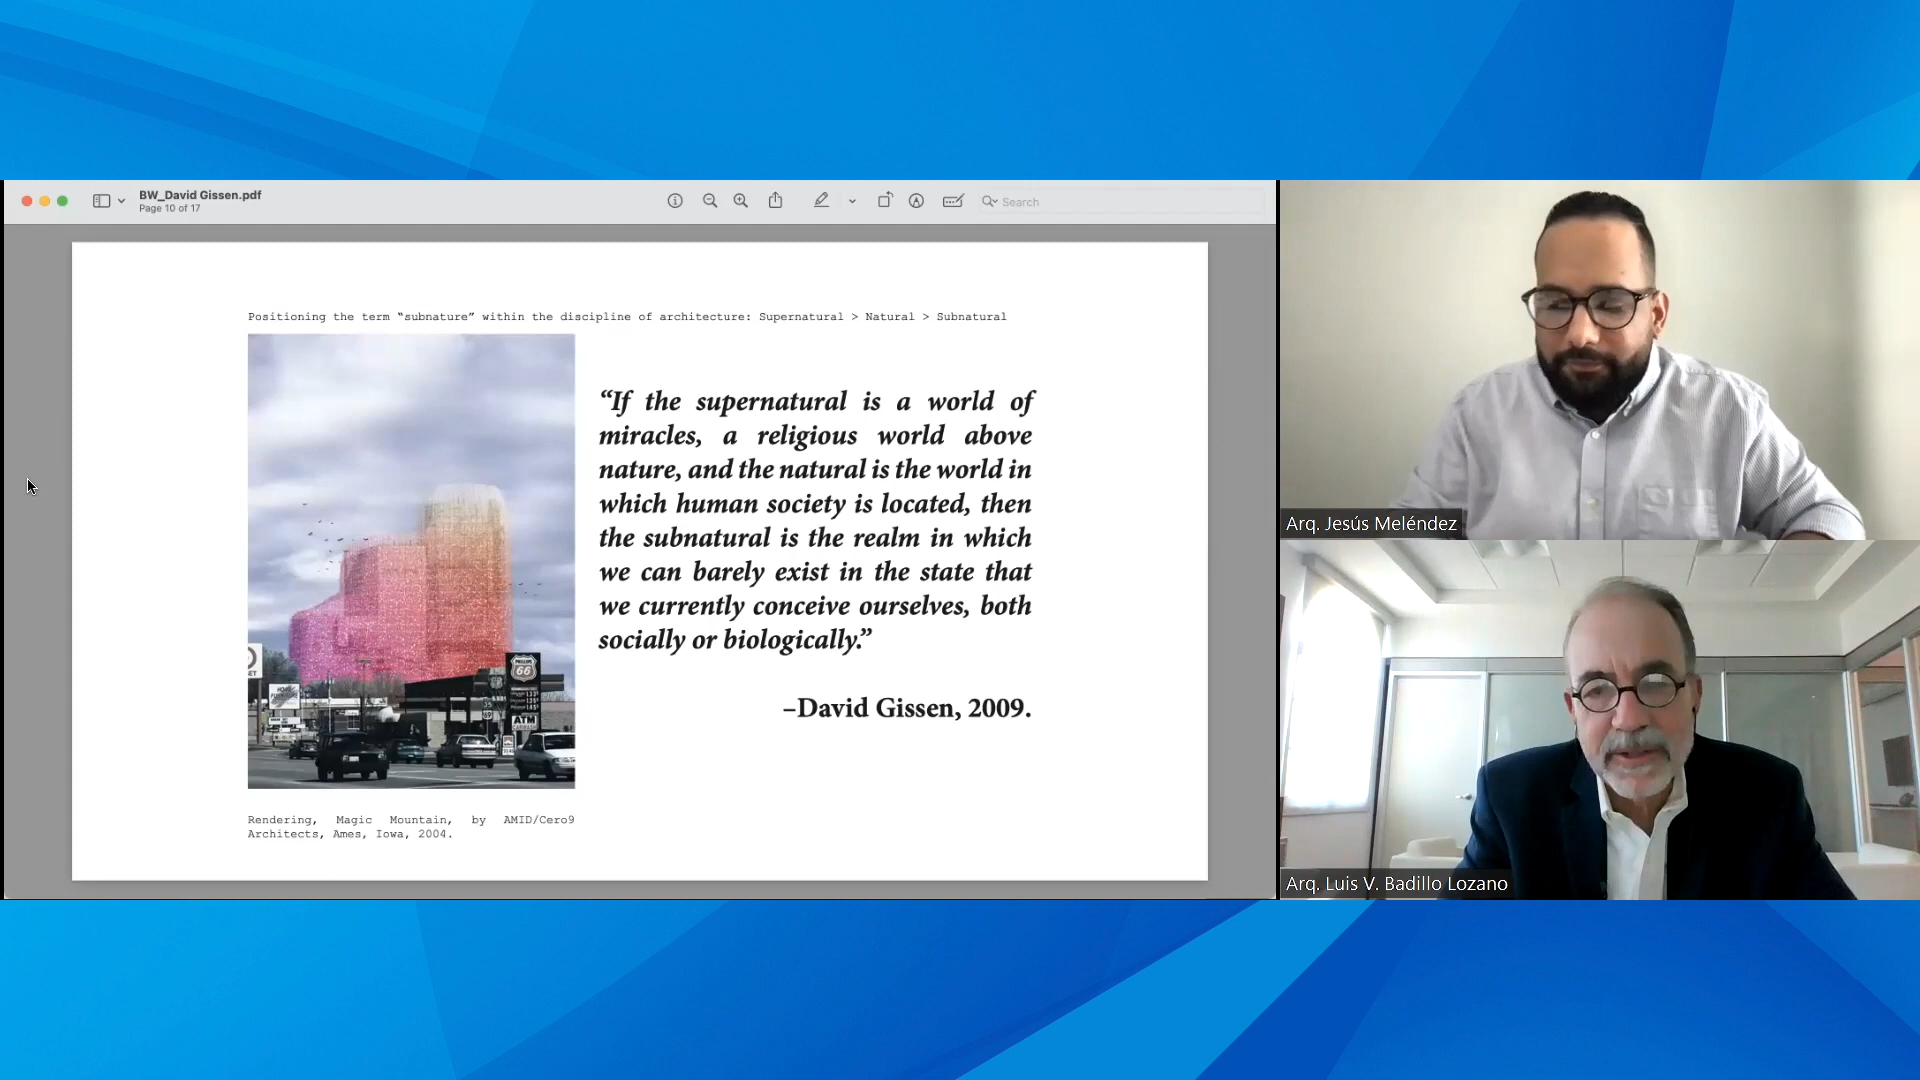 BW_David Gissen.pdf
Page 10 of 17
Search
Positioning the term “subnature” within the discipline of architecture: Supernatural > Natural > Subnatural
“If the supernatural is a world of
miracles, a religious world above
nature, and the natural is the world in
which human society is located, then
the subnatural is the realm in which
we can barely exist in the state that
we currently conceive ourselves, both
socially or biologically.”
–David Gissen, 2009.
PHILLIPS
66
ATM
Rendering, Magic Mountain, by AMID/Cero9
Architects, Ames, Iowa, 2004.
Arq. Jesús Meléndez
Arq. Luis V. Badillo Lozano